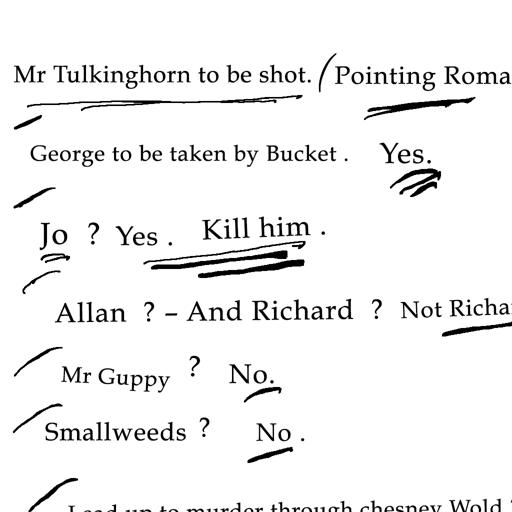 Mr Tulkinghorn to be shot. (Pointing Roma
George to be taken by Bucket . Yes.
Jo ? Yes . Kill him .
Allan ? – And Richard ? Not Richa
Mr Guppy ? No.
Smallweeds ? No .
Lead up to murder through chesney Wold ?